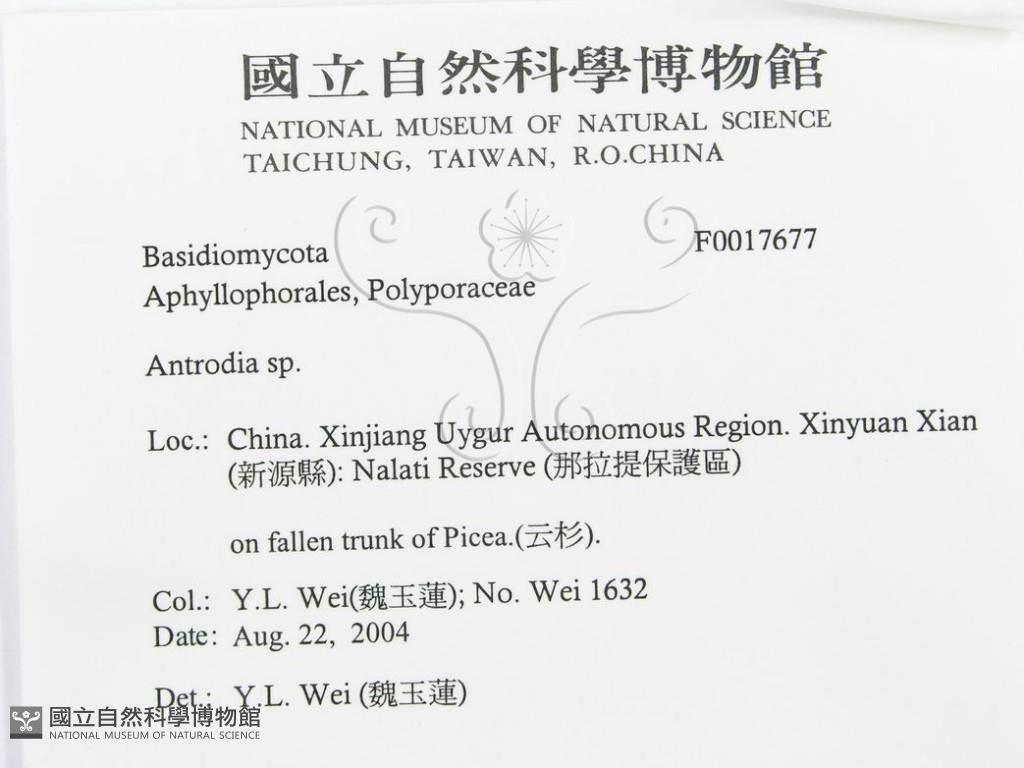 國立自然科學博物館
NATIONAL MUSEUM OF NATURAL SCIENCE
TAICHUNG, TAIWAN, R.O.CHINA
Basidiomycota F0017677
Aphyllophorales, Polyporaceae
Antrodia sp.
Loc.: China. Xinjiang Uygur Autonomous Region. Xinyuan Xian
(新源縣): Nalati Reserve (那拉提保護區)
on fallen trunk of Picea.(云杉).
Col.: Y.L. Wei(魏玉蓮); No. Wei 1632
Date: Aug. 22, 2004
Det.: Y.L. Wei (魏玉蓮)
國立自然科學博物館
NATIONAL MUSEUM OF NATURAL SCIENCE